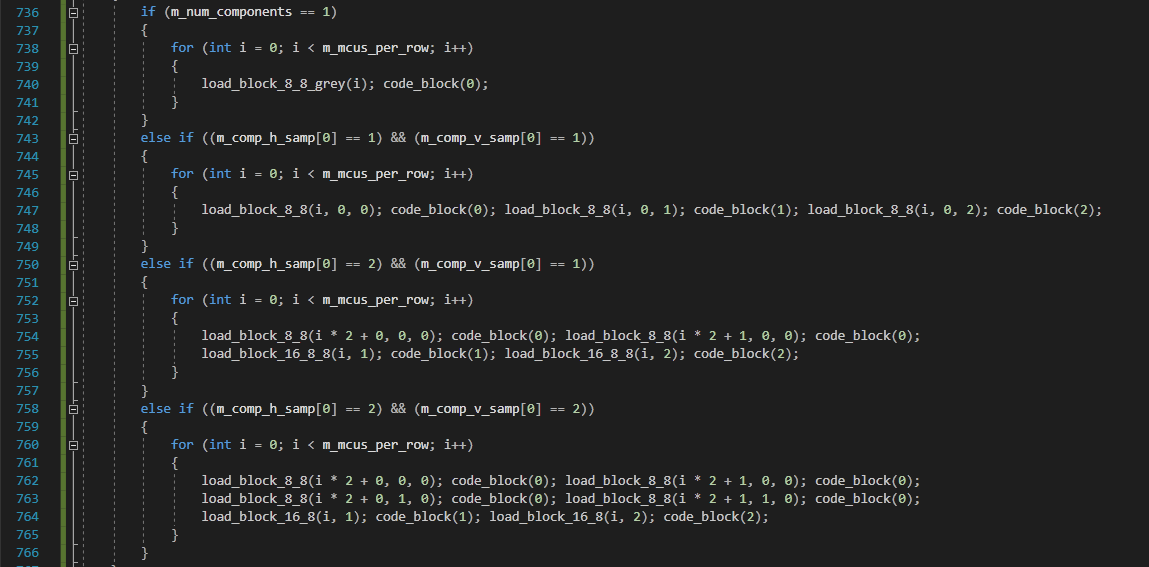 736 if (m_num_components == 1)
737 {
738 for (int i = 0; i < m_mcus_per_row; i++)
739 {
740 load_block_8_8_grey(i); code_block(0);
741 }
742 }
743 else if ((m_comp_h_samp[0] == 1) && (m_comp_v_samp[0] == 1))
744 {
745 for (int i = 0; i < m_mcus_per_row; i++)
746 {
747 load_block_8_8(i, 0, 0); code_block(0); load_block_8_8(i, 0, 1); code_block(1); load_block_8_8(i, 0, 2); code_block(2);
748 }
749 }
750 else if ((m_comp_h_samp[0] == 2) && (m_comp_v_samp[0] == 1))
751 {
752 for (int i = 0; i < m_mcus_per_row; i++)
753 {
754 load_block_8_8(i * 2 + 0, 0, 0); code_block(0); load_block_8_8(i * 2 + 1, 0, 0); code_block(0);
755 load_block_16_8_8(i, 1); code_block(1); load_block_16_8_8(i, 2); code_block(2);
756 }
757 }
758 else if ((m_comp_h_samp[0] == 2) && (m_comp_v_samp[0] == 2))
759 {
760 for (int i = 0; i < m_mcus_per_row; i++)
761 {
762 load_block_8_8(i * 2 + 0, 0, 0); code_block(0); load_block_8_8(i * 2 + 1, 0, 0); code_block(0);
763 load_block_8_8(i * 2 + 0, 1, 0); code_block(0); load_block_8_8(i * 2 + 1, 1, 0); code_block(0);
764 load_block_16_8(i, 1); code_block(1); load_block_16_8(i, 2); code_block(2);
765 }
766 }